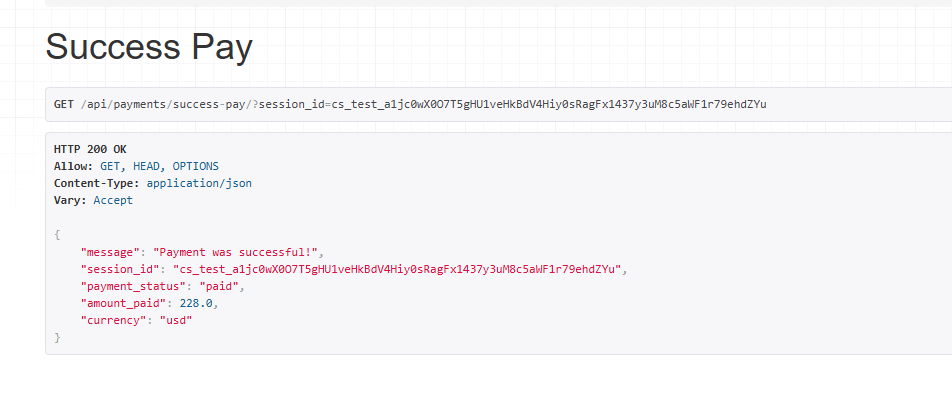 Success Pay
GET /api/payments/success-pay/?session_id=cs_test_a1jc0wX0O7T5gHU1veHkBdV4Hiy0sRagFx1437y3uM8c5aWF1r79ehdZYu
HTTP 200 OK
Allow: GET, HEAD, OPTIONS
Content-Type: application/json
Vary: Accept
{
    "message": "Payment was successful!",
    "session_id": "cs_test_a1jc0wX0O7T5gHU1veHkBdV4Hiy0sRagFx1437y3uM8c5aWF1r79ehdZYu",
    "payment_status": "paid",
    "amount_paid": 228.0,
    "currency": "usd"
}